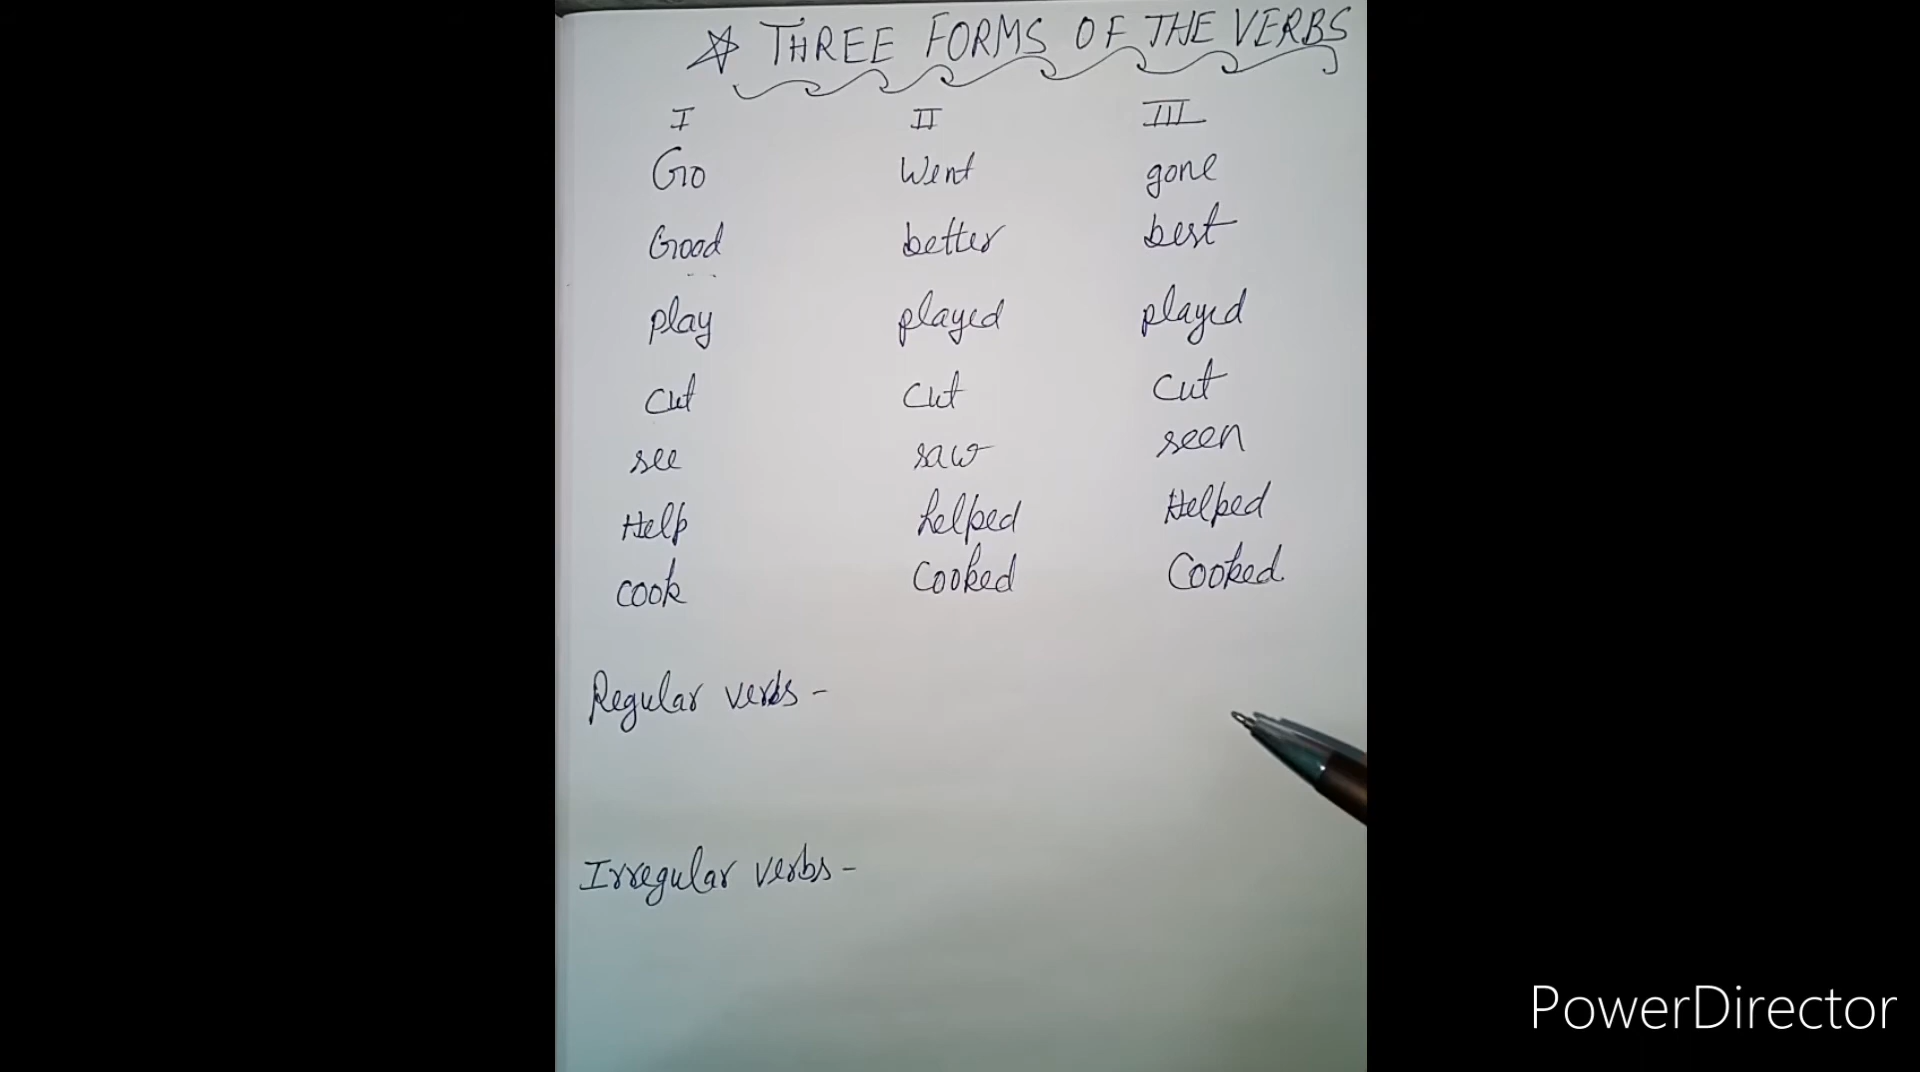 THREE FORMS OF THE VERBS
I II III
Go Went gone
Good better best
play played played
cut cut cut
see saw seen
Help helped Helped
cook Cooked Cooked.
Regular verbs -
Irregular verbs -
PowerDirector